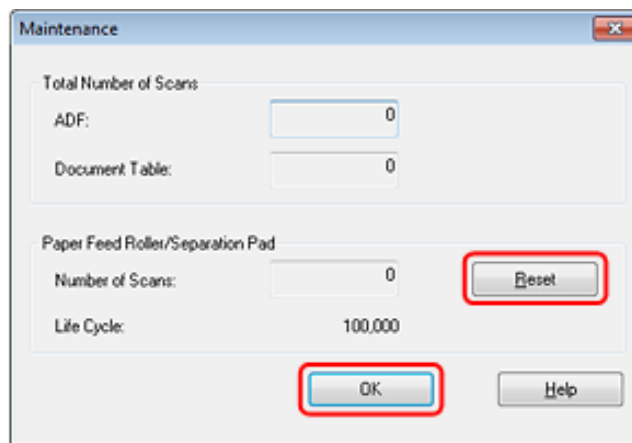 Maintenance
Total Number of Scans
ADF: 0
Document Table: 0
Paper Feed Roller/Separation Pad
Number of Scans: 0 Reset
Life Cycle: 100,000
OK Help